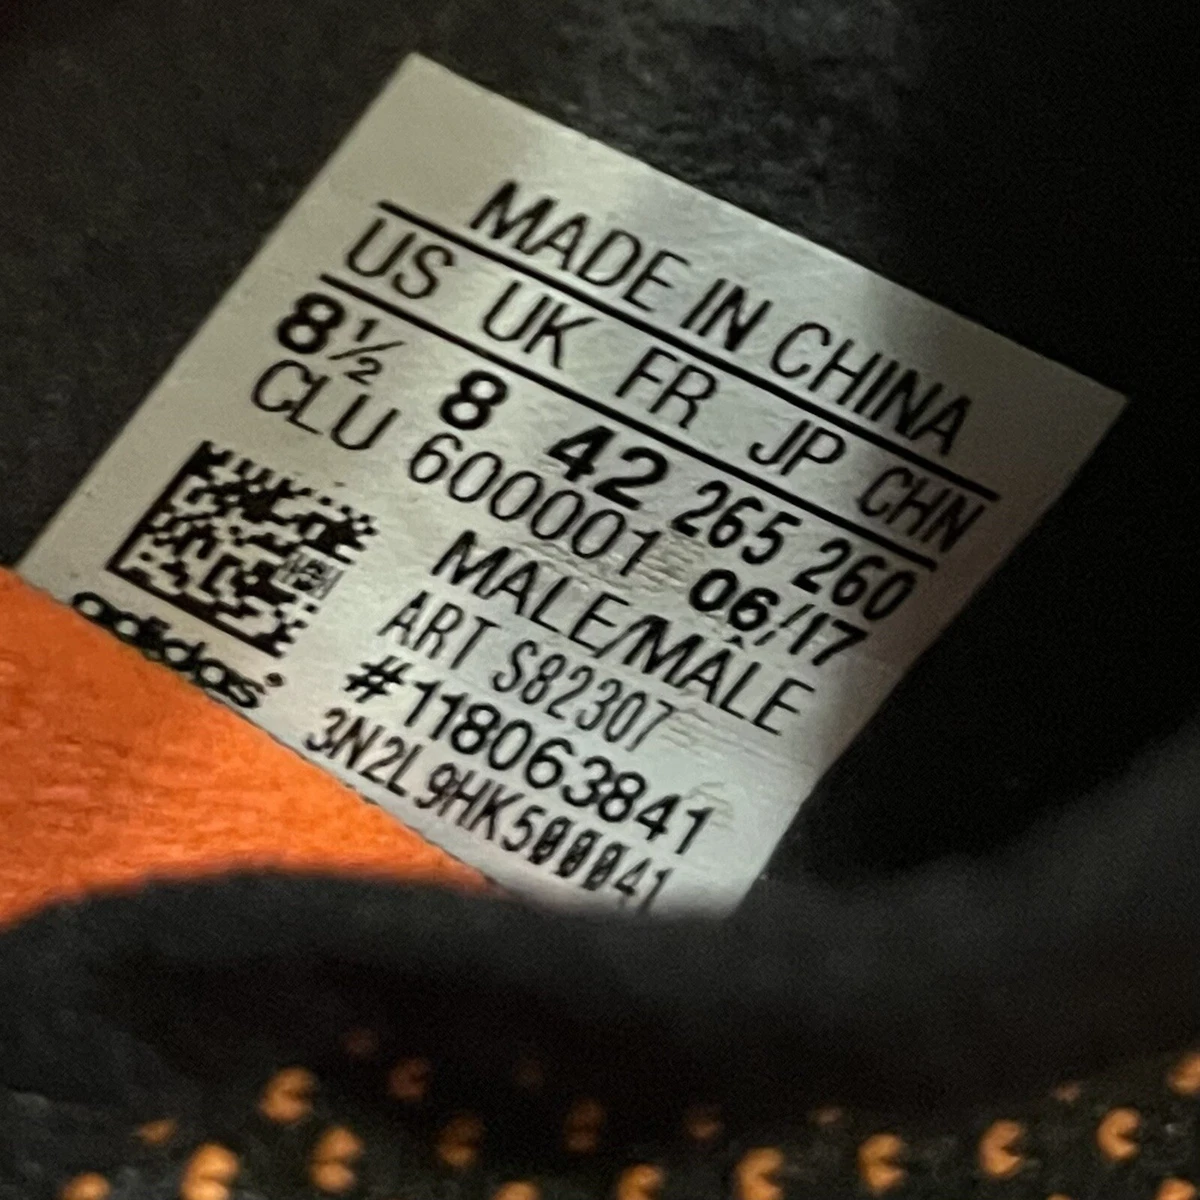 MADE IN CHINA
US UK FR JP CHN
8½ 8 42 265 260
CLU 600001 06/17
MALE/MÂLE
ART S82307
#118063841
3N2L9HK500041
adidas